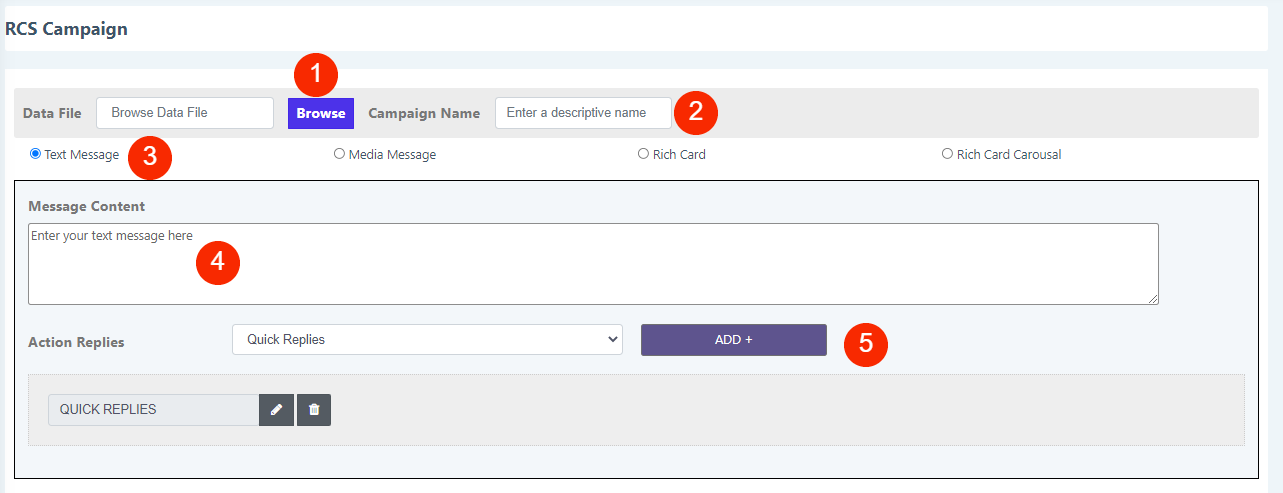 RCS Campaign
1
Data File Browse Data File Browse Campaign Name Enter a descriptive name 2
Text Message 3 Media Message Rich Card Rich Card Carousal
Message Content
Enter your text message here
4
Action Replies Quick Replies ADD + 5
QUICK REPLIES